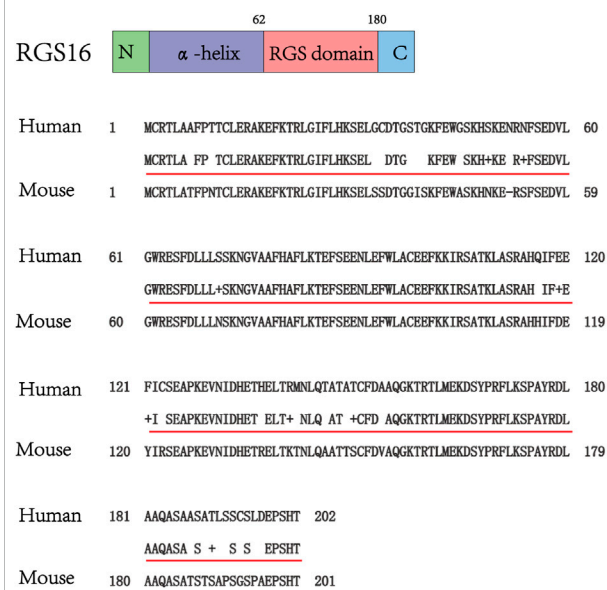 62 180
RGS16 N α-helix RGS domain C
Human 1 MCRTLAAFPTTCLERAKEFKTRLGIFLHKSELGCDTGSTGKFEWGSKHSKENRNFSEDVL 60
MCRTLA FP TCLERAKEFKTRLGIFLHKSEL DTG KFEW SKH+KE R+FSEDVL
Mouse 1 MCRTLATFPNTCLERAKEFKTRLGIFLHKSELSSDTGGISKFEWASKHNKE-RSFSEDVL 59
Human 61 GWRESFDLLLSSKNGVAAFHAFLKTEFSEENLEFWLACEEFKKIRSATKLASRAHQIFEE 120
GWRESFDLLL+SKNGVAAFHAFLKTEFSEENLEFWLACEEFKKIRSATKLASRAH IF+E
Mouse 60 GWRESFDLLLNSKNGVAAFHAFLKTEFSEENLEFWLACEEFKKIRSATKLASRAHHIFDE 119
Human 121 FICSEAPKEVNIDHETHELTRMNLQTATATCFDAAQGKTRTLMEKDSYPRFLKSPAYRDL 180
+I SEAPKEVNIDHET ELT+ NLQ AT +CFD AQGKTRTLMEKDSYPRFLKSPAYRDL
Mouse 120 YIRSEAPKEVNIDHETRELTKTNLQAATTSCFDVAQGKTRTLMEKDSYPRFLKSPAYRDL 179
Human 181 AAQASAASATLSSCSLDEPSHT 202
AAQASA S + S S EPSHT
Mouse 180 AAQASATSTSAPSGSPAEPSHT 201